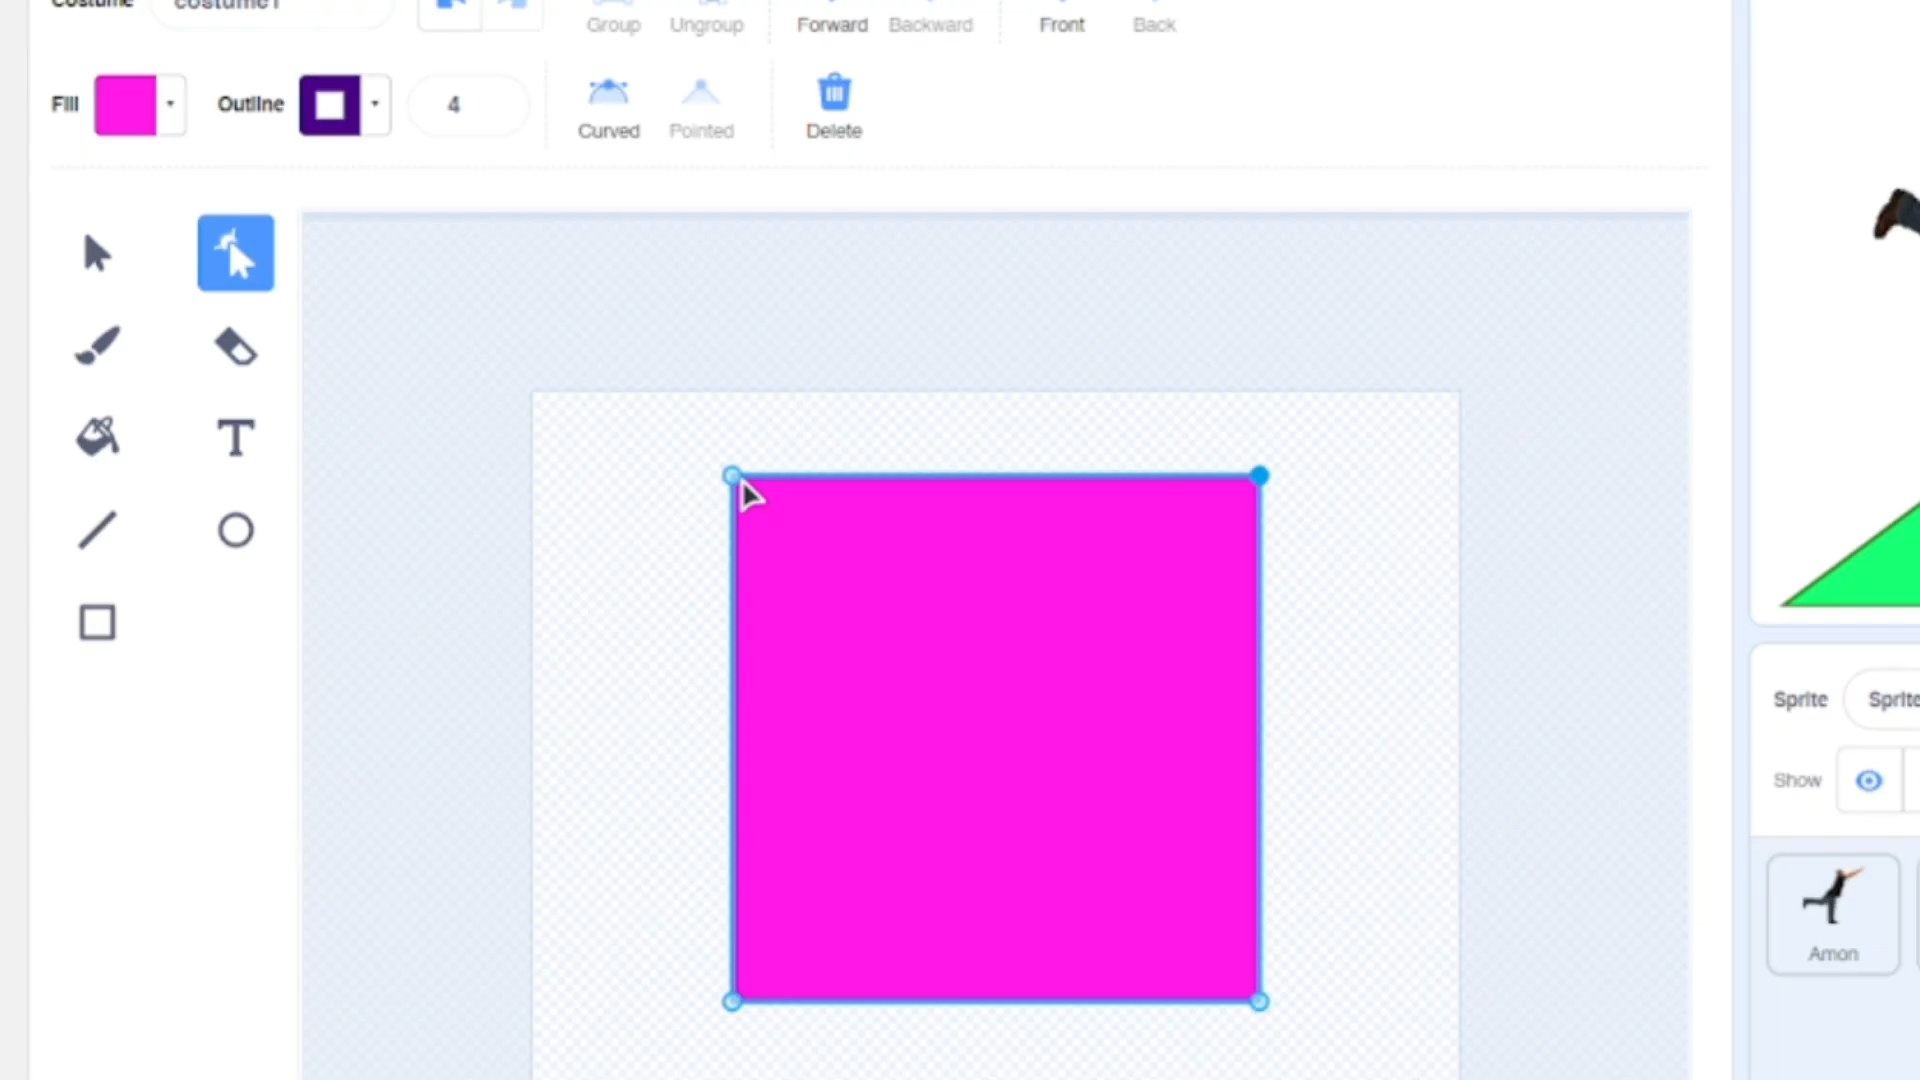 Costume costume1
Group Ungroup Forward Backward Front Back
Fill Outline 4 Curved Pointed Delete
T
Sprite Sprite
Show
Amon